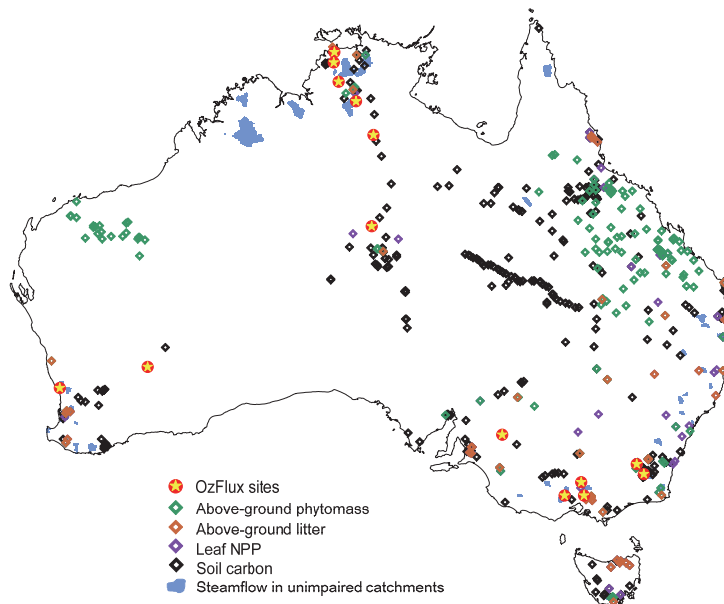 OzFlux sites
Above-ground phytomass
Above-ground litter
Leaf NPP
Soil carbon
Steamflow in unimpaired catchments